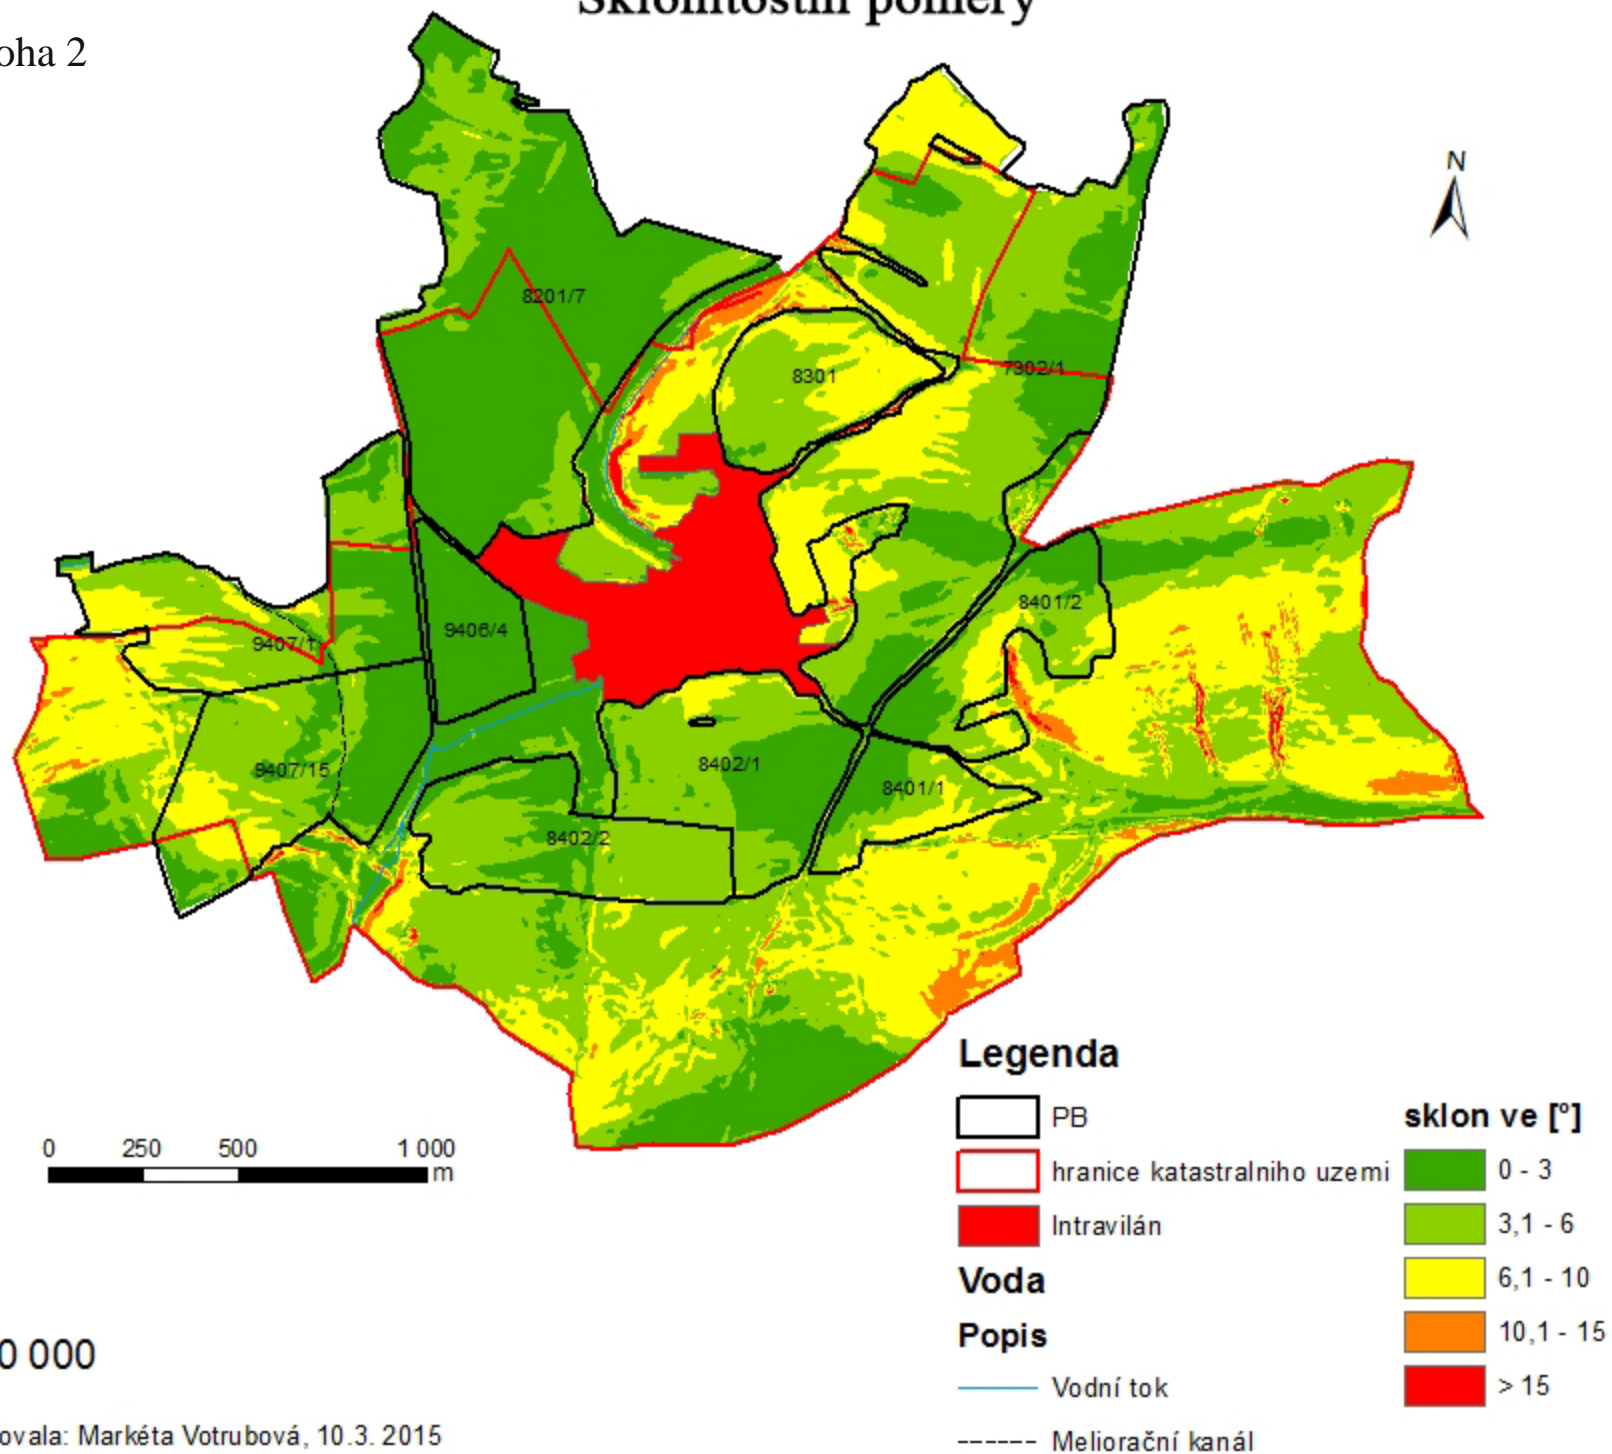 Sklonitostní poměry
oha 2
N
8201/7
8301
7302/1
8401/2
9406/4
9407/1
9407/15
8402/1
8401/1
8402/2
Legenda
PB
hranice katastralniho uzemi
Intravilán
Voda
Popis
Vodní tok
Meliorační kanál
sklon ve [°]
0 - 3
3,1 - 6
6,1 - 10
10,1 - 15
> 15
0 250 500 1 000
m
0 000
ovala: Markéta Votrubová, 10.3. 2015